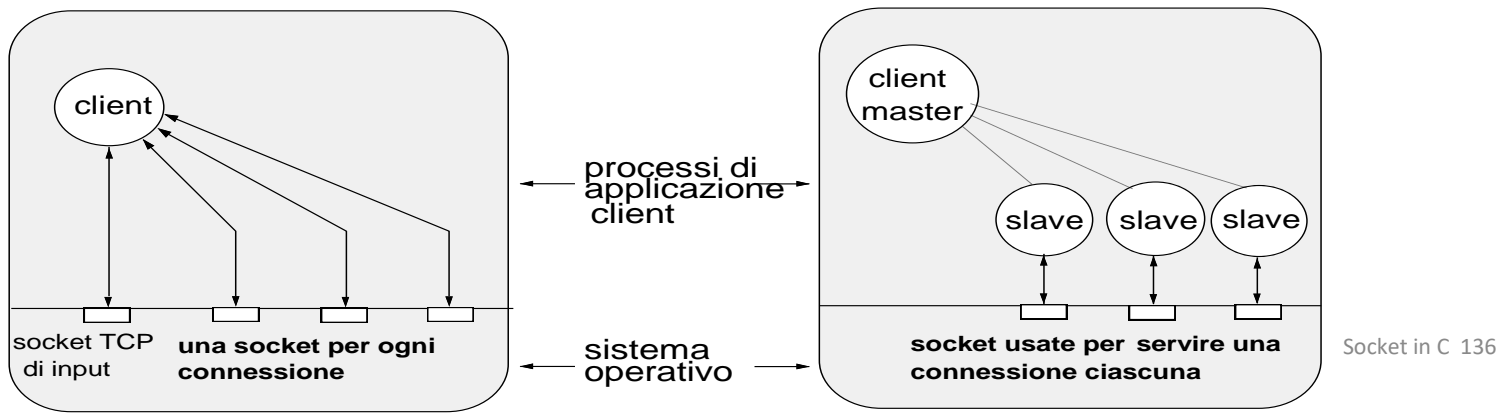 client
socket TCP
di input
una socket per ogni
connessione
processi di
applicazione
client
sistema
operativo
client
master
slave
slave
slave
socket usate per servire una
connessione ciascuna
Socket in C 136